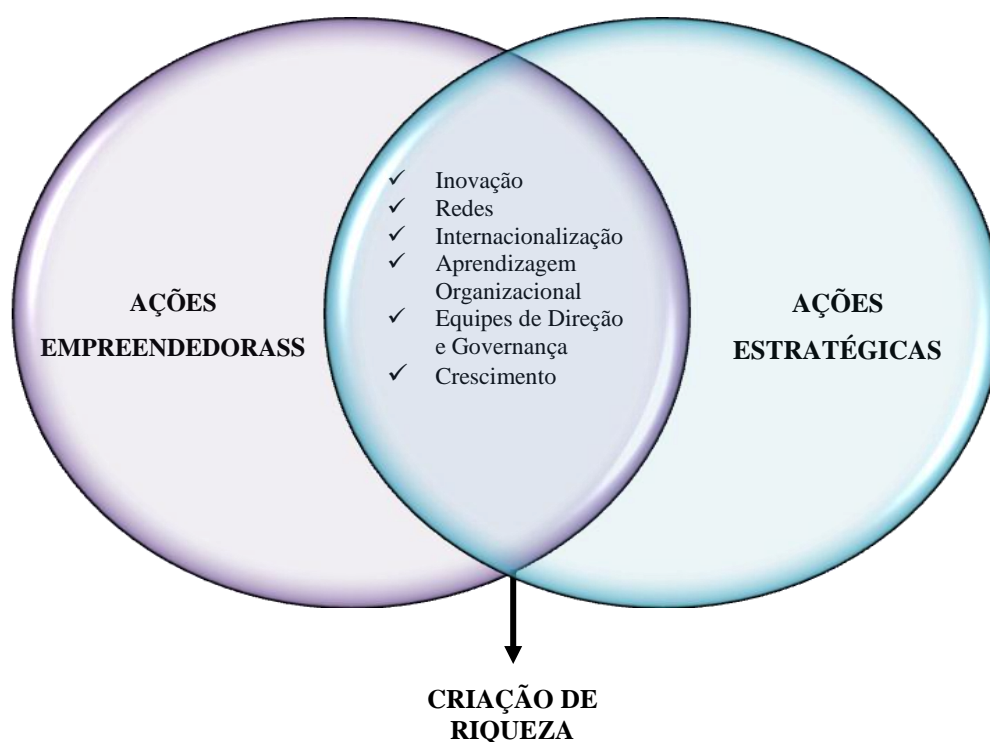 ✓ Inovação
✓ Redes
✓ Internacionalização
✓ Aprendizagem
Organizacional
✓ Equipes de Direção
e Governança
✓ Crescimento
AÇÕES
EMPREENDEDORASS
AÇÕES
ESTRATÉGICAS
CRIAÇÃO DE
RIQUEZA